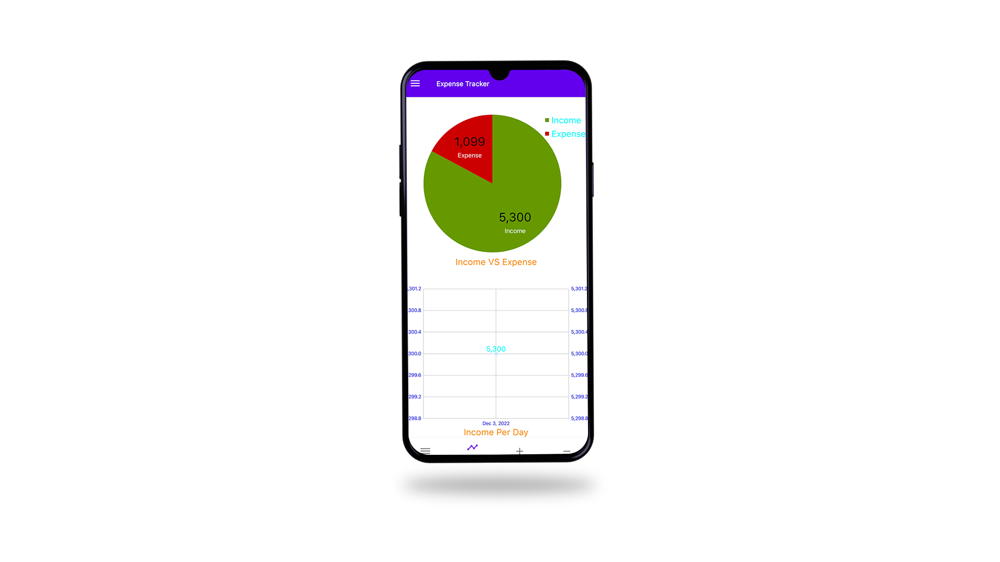 Expense Tracker
Income
Expense
1,099
Expense
5,300
Income
Income VS Expense
,301.2 5,301.2
300.8 5,300.8
300.4 5,300.4
5,300
300.0 5,300.0
299.6 5,299.6
299.2 5,299.2
298.8 5,298.8
Dec 3, 2022
Income Per Day